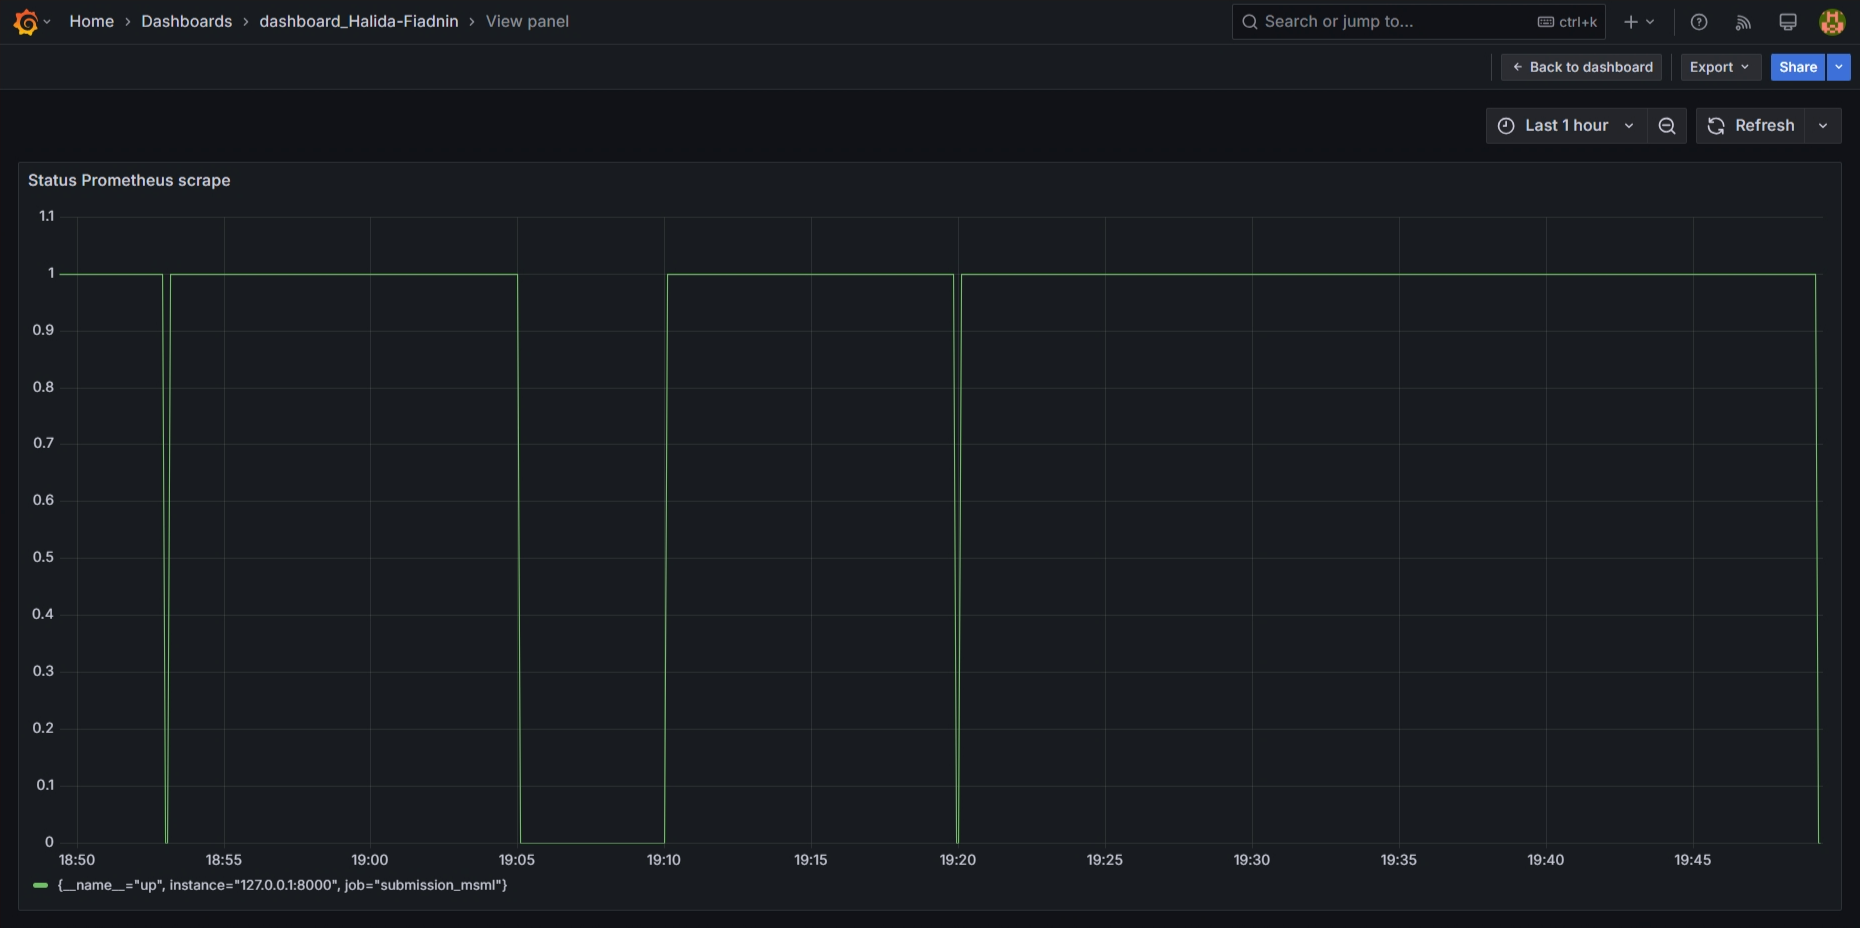 Home › Dashboards › dashboard_Halida-Fiadnin › View panel
Search or jump to... ctrl+k
← Back to dashboard Export Share
Last 1 hour Refresh
Status Prometheus scrape
1.1
1
0.9
0.8
0.7
0.6
0.5
0.4
0.3
0.2
0.1
0
18:50 18:55 19:00 19:05 19:10 19:15 19:20 19:25 19:30 19:35 19:40 19:45
{__name__="up", instance="127.0.0.1:8000", job="submission_msml"}